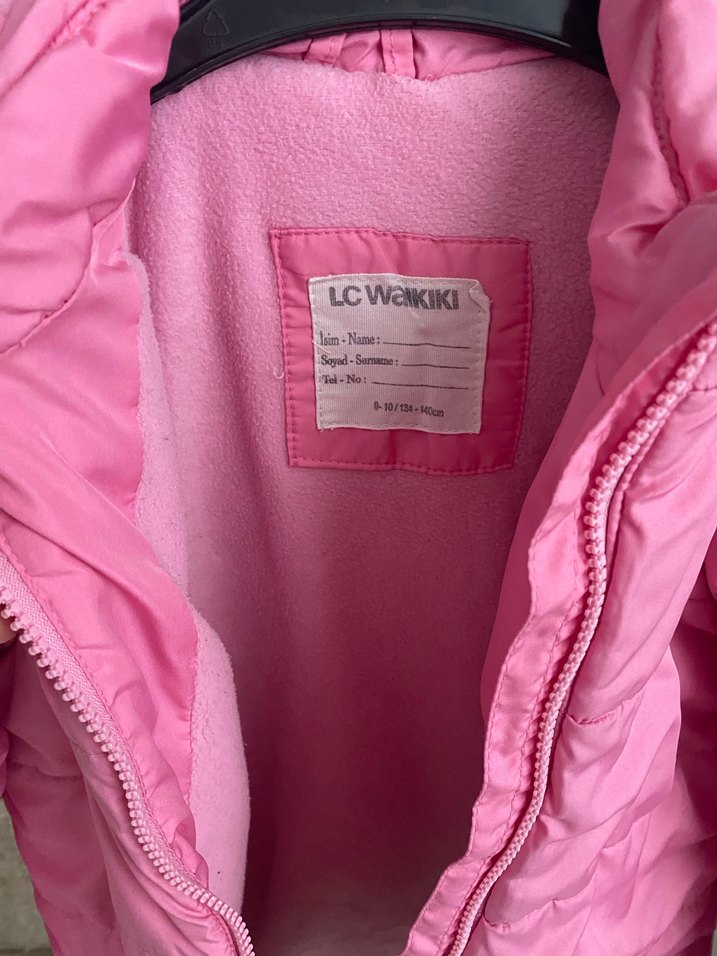 LC WAIKIKI
İsim - Name :
Soyad - Surname :
Tel - No :
9-10 / 134 - 140cm